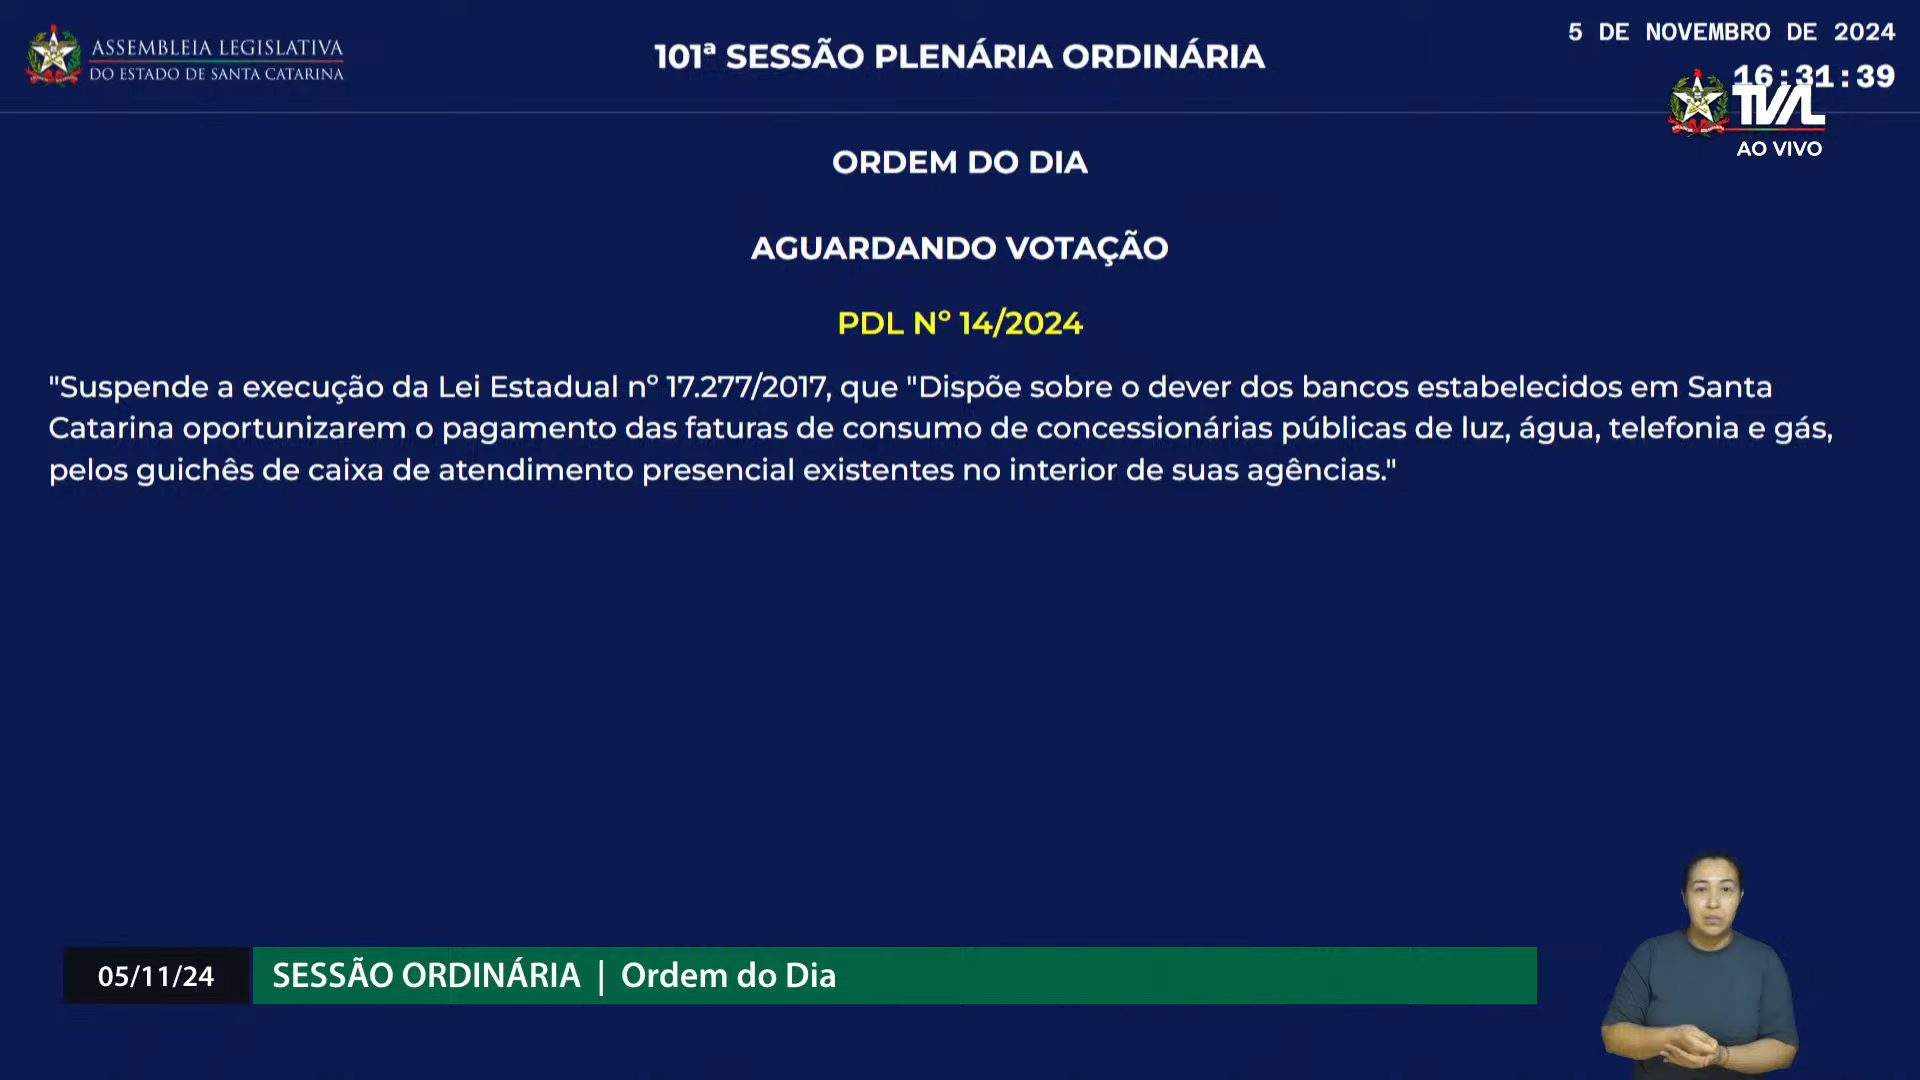 ASSEMBLEIA LEGISLATIVA
DO ESTADO DE SANTA CATARINA
101ª SESSÃO PLENÁRIA ORDINÁRIA
5 DE NOVEMBRO DE 2024
16:31:39
TVAL
AO VIVO
ORDEM DO DIA
AGUARDANDO VOTAÇÃO
PDL Nº 14/2024
"Suspende a execução da Lei Estadual nº 17.277/2017, que "Dispõe sobre o dever dos bancos estabelecidos em Santa
Catarina oportunizarem o pagamento das faturas de consumo de concessionárias públicas de luz, água, telefonia e gás,
pelos guichês de caixa de atendimento presencial existentes no interior de suas agências."
05/11/24
SESSÃO ORDINÁRIA | Ordem do Dia